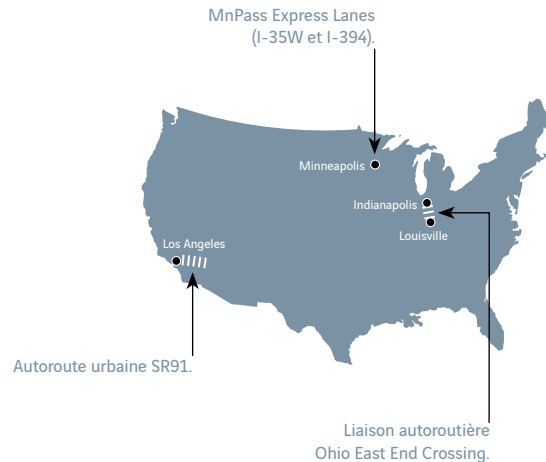 MnPass Express Lanes
(I-35W et I-394).
Minneapolis
Indianapolis
Louisville
Los Angeles
Autoroute urbaine SR91.
Liaison autoroutière
Ohio East End Crossing.